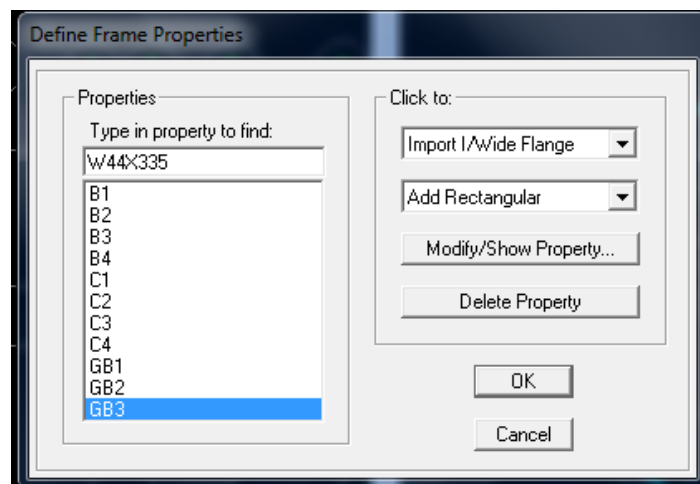 Define Frame Properties
Properties
Type in property to find:
W44X335
B1
B2
B3
B4
C1
C2
C3
C4
GB1
GB2
GB3
Click to:
Import I/Wide Flange
Add Rectangular
Modify/Show Property...
Delete Property
OK
Cancel